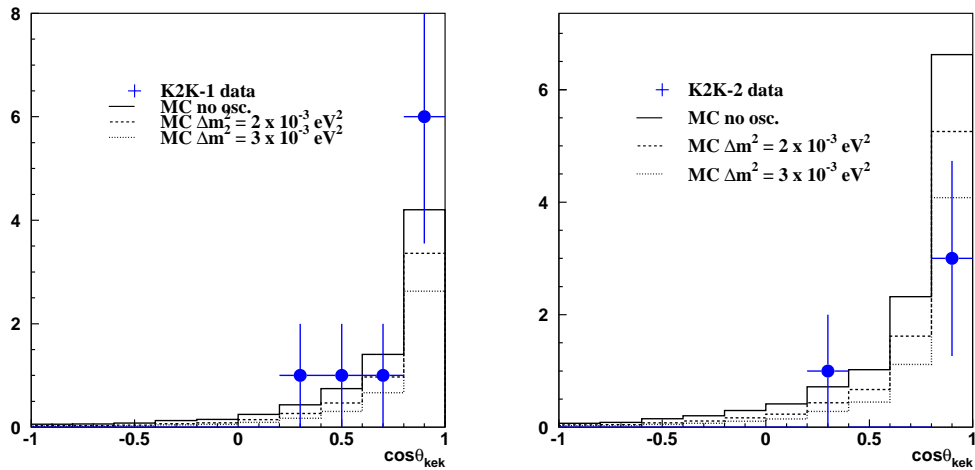 8
6
4
2
0
-1
-0.5
0
0.5
1
cosθkek
K2K-1 data
MC no osc.
MC Δm² = 2 x 10⁻³ eV²
MC Δm² = 3 x 10⁻³ eV²
6
4
2
0
-1
-0.5
0
0.5
1
cosθkek
K2K-2 data
MC no osc.
MC Δm² = 2 x 10⁻³ eV²
MC Δm² = 3 x 10⁻³ eV²